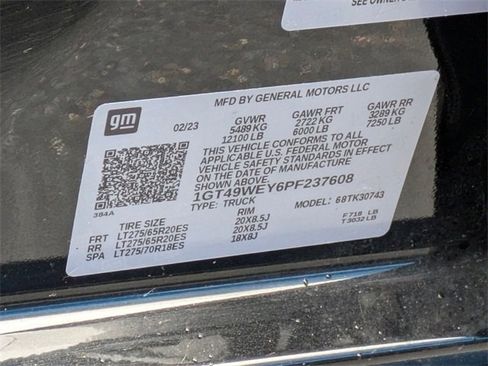 SEE OWNER
gm
MFD BY GENERAL MOTORS LLC
02/23 GVWR GAWR FRT GAWR RR
5489 KG 2722 KG 3289 KG
12100 LB 6000 LB 7250 LB
THIS VEHICLE CONFORMS TO ALL
APPLICABLE U.S. FEDERAL MOTOR
VEHICLE SAFETY STANDARDS IN EFFECT
ON THE DATE OF MANUFACTURE
SHOWN ABOVE.
1GT49WEY6PF237608
TYPE: TRUCK MODEL: 68TK30743
384A
TIRE SIZE RIM
FRT LT275/65R20ES 20X8.5J F 718 LB
RR LT275/65R20ES 20X8.5J T 3032 LB
SPA LT275/70R18ES 18X8J